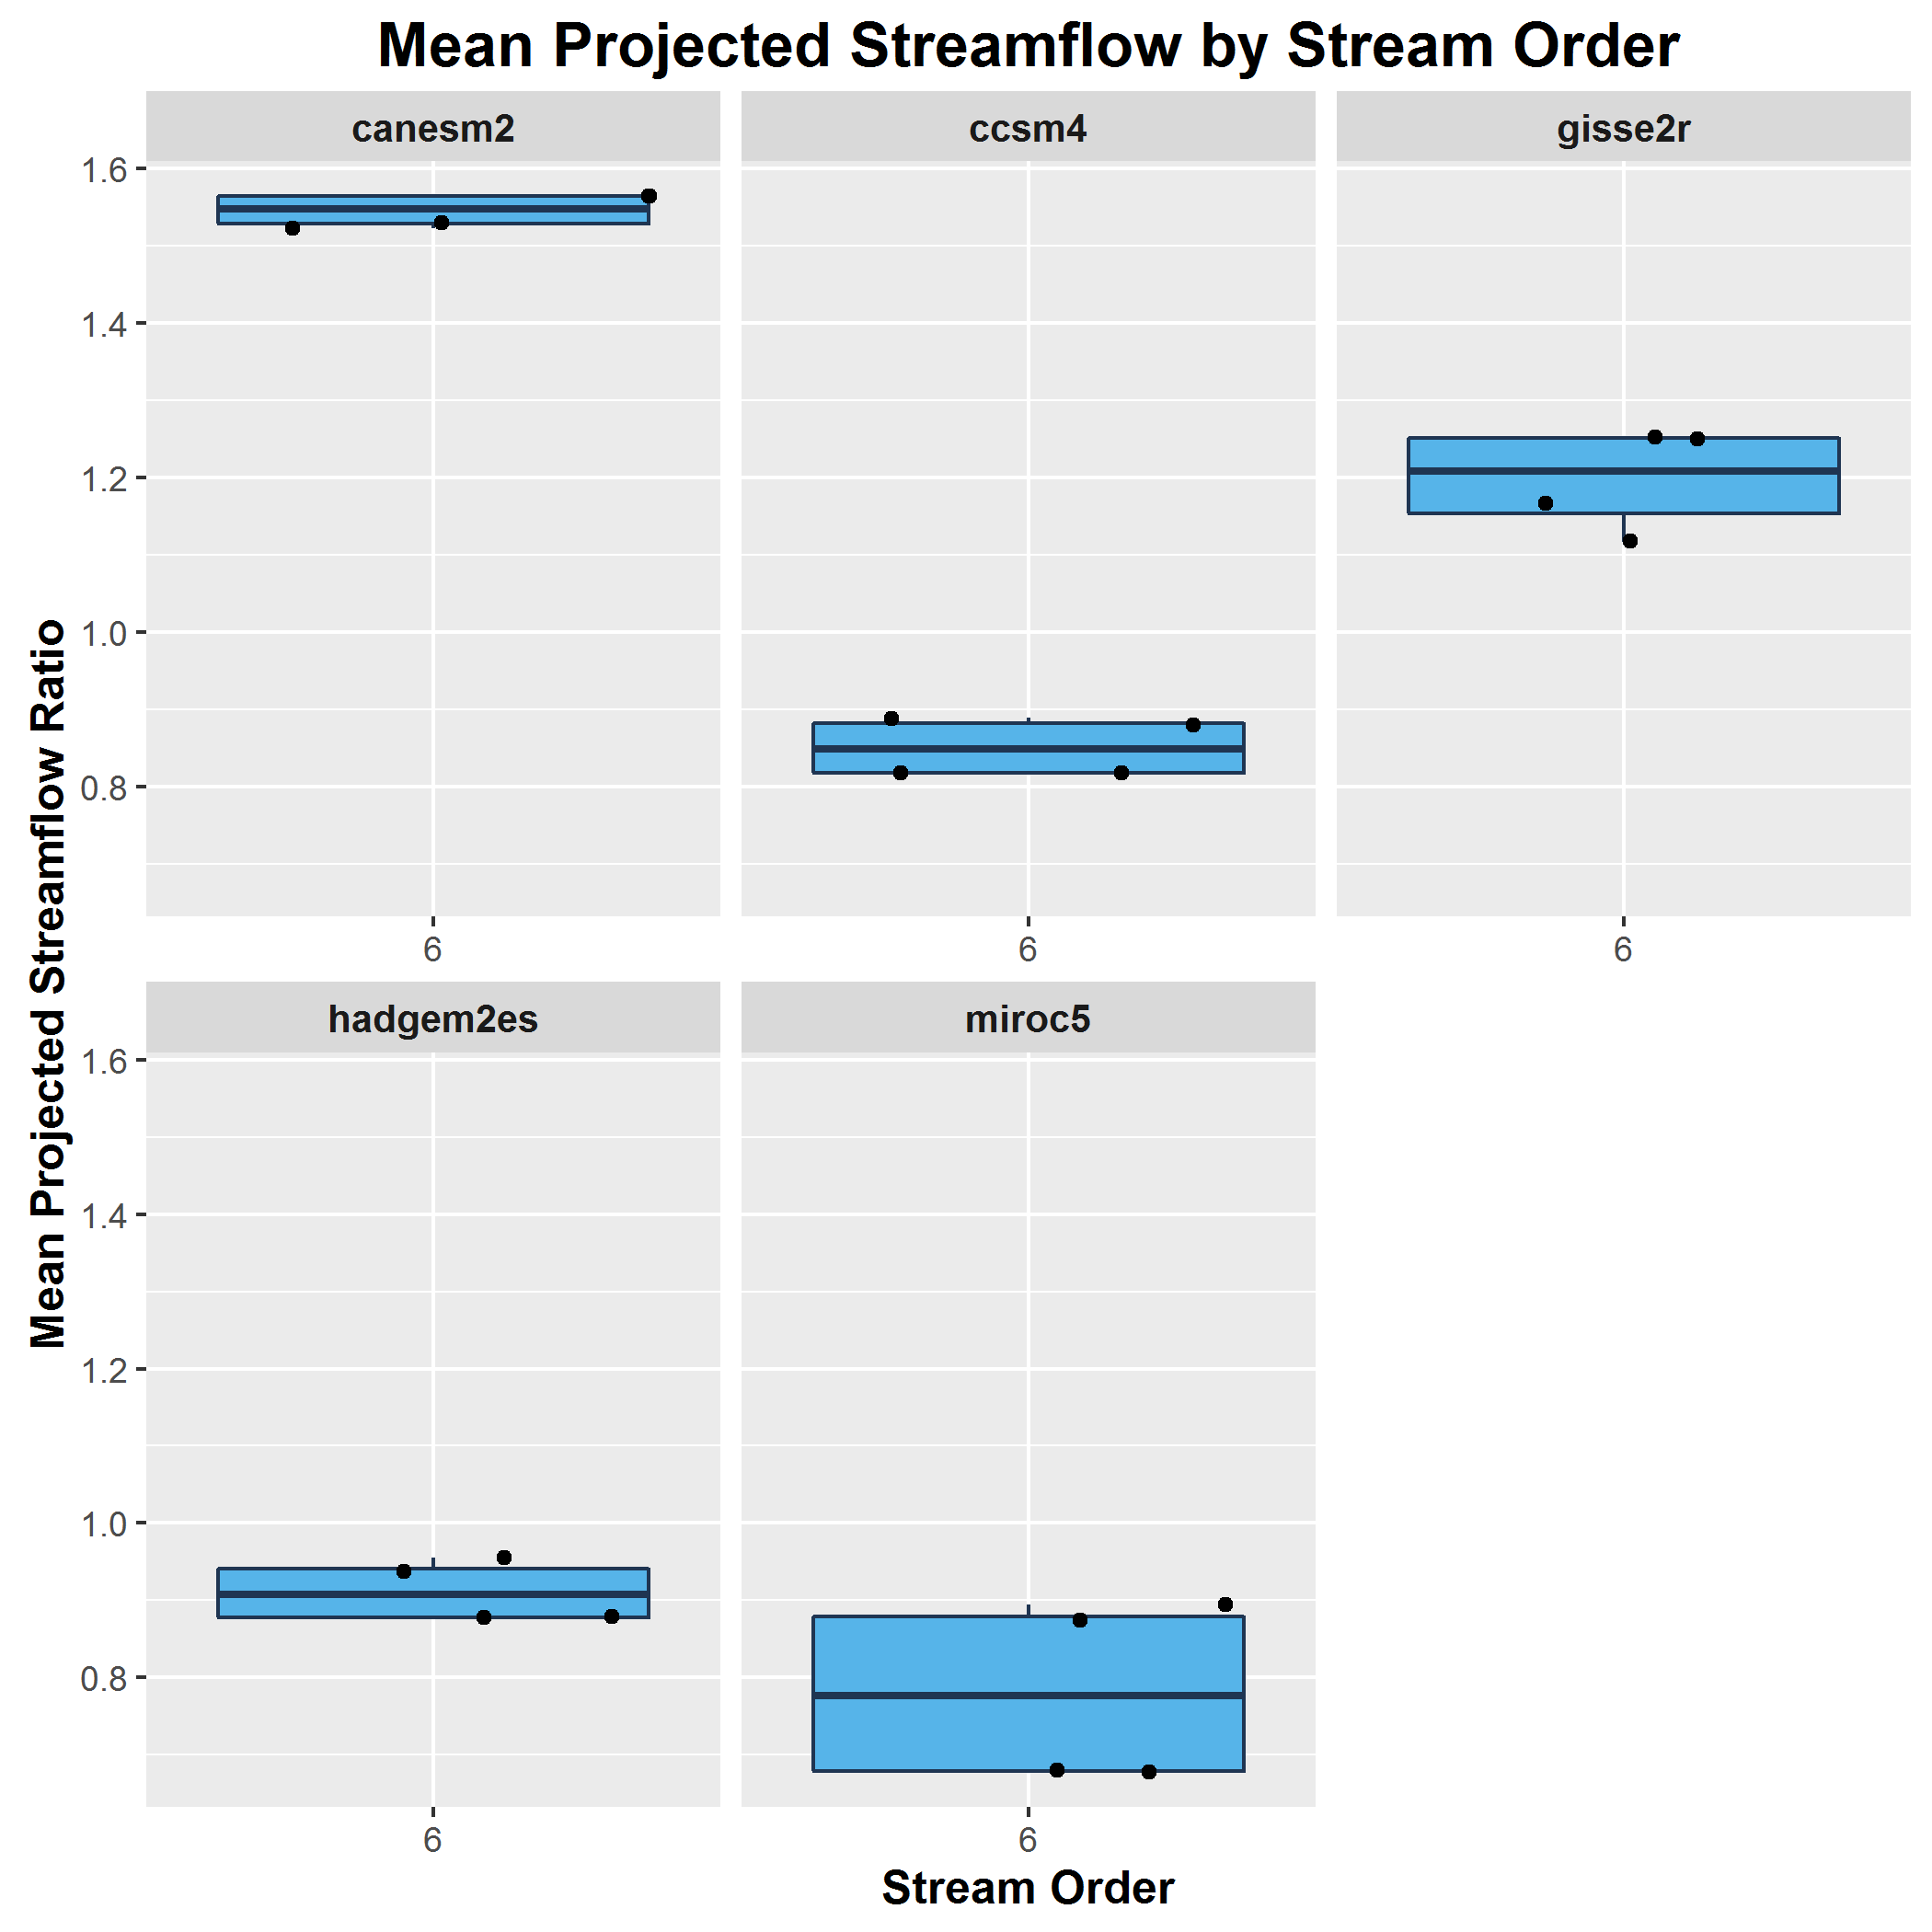 Mean Projected Streamflow by Stream Order
canesm2
ccsm4
gisse2r
1.6
1.4
1.2
1.0
0.8
6
6
6
Mean Projected Streamflow Ratio
hadgem2es
miroc5
1.6
1.4
1.2
1.0
0.8
6
6
Stream Order